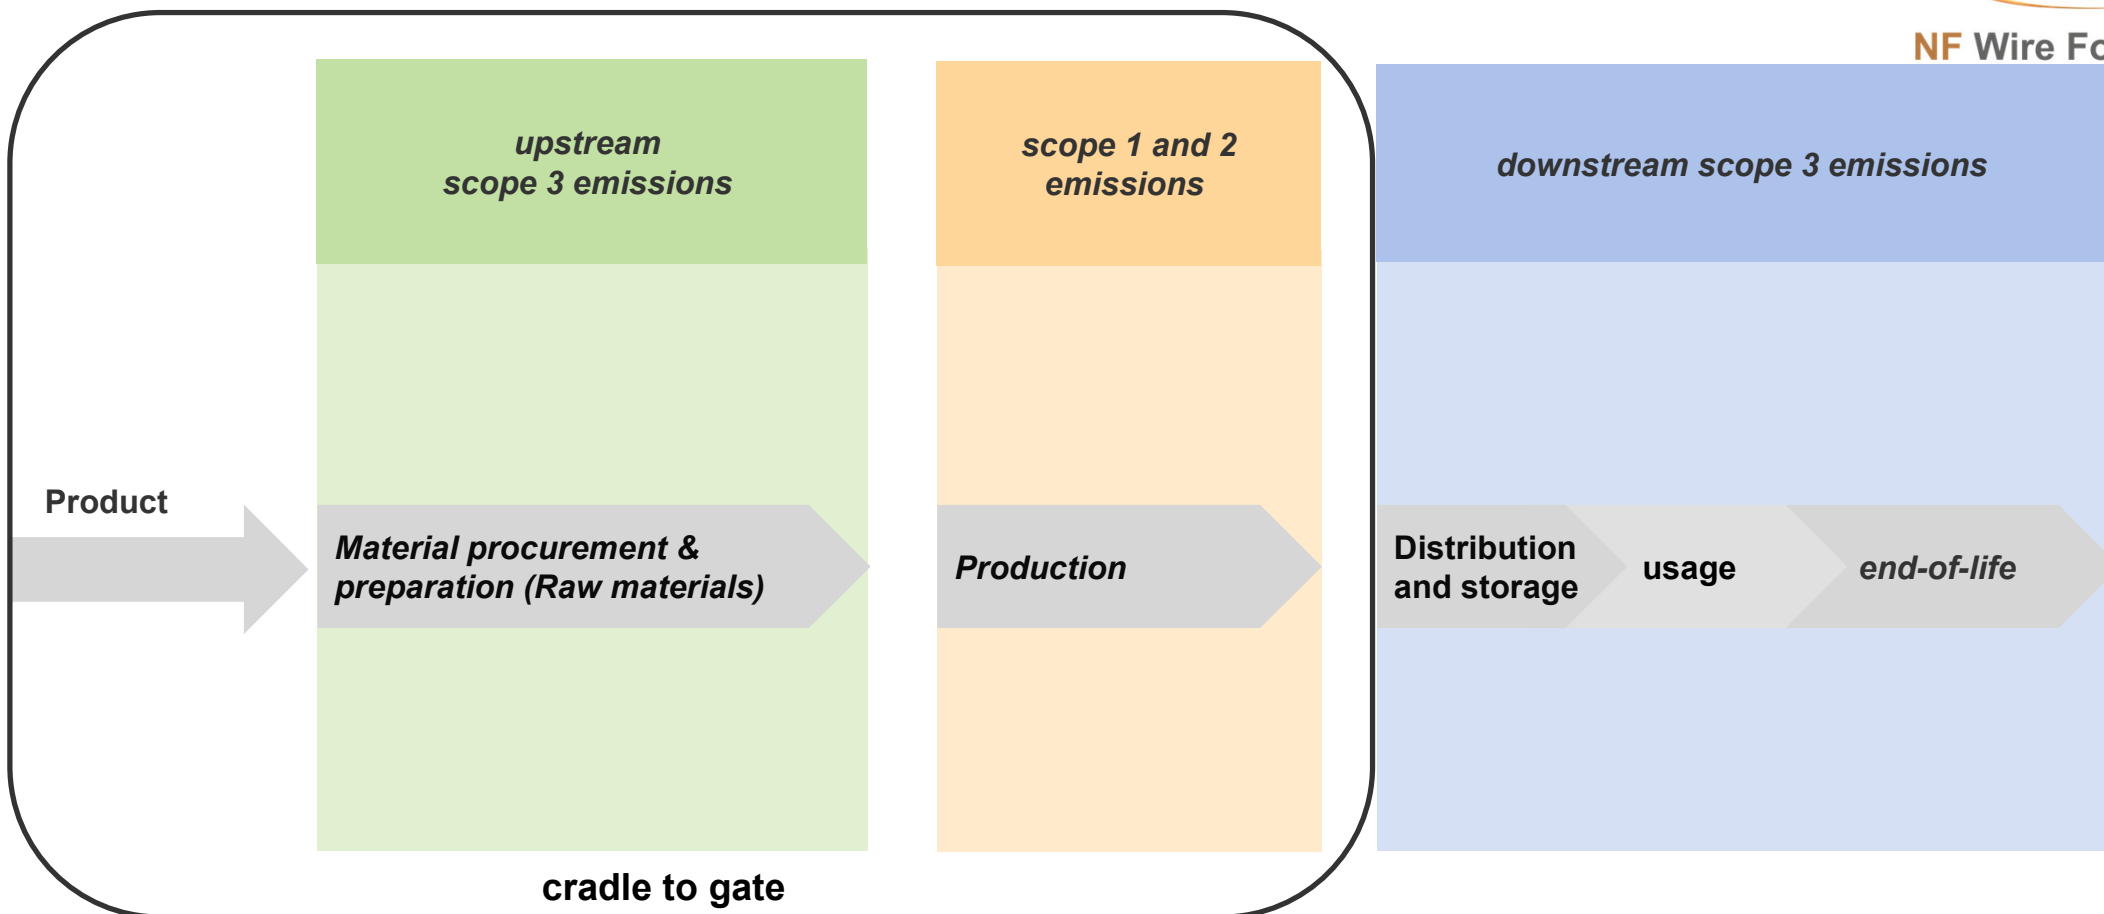 NF Wire
upstream
scope 3 emissions
scope 1 and 2
emissions
downstream scope 3 emissions
Product
Material procurement &
preparation (Raw materials)
Production
Distribution
and storage
usage
end-of-life
cradle to gate